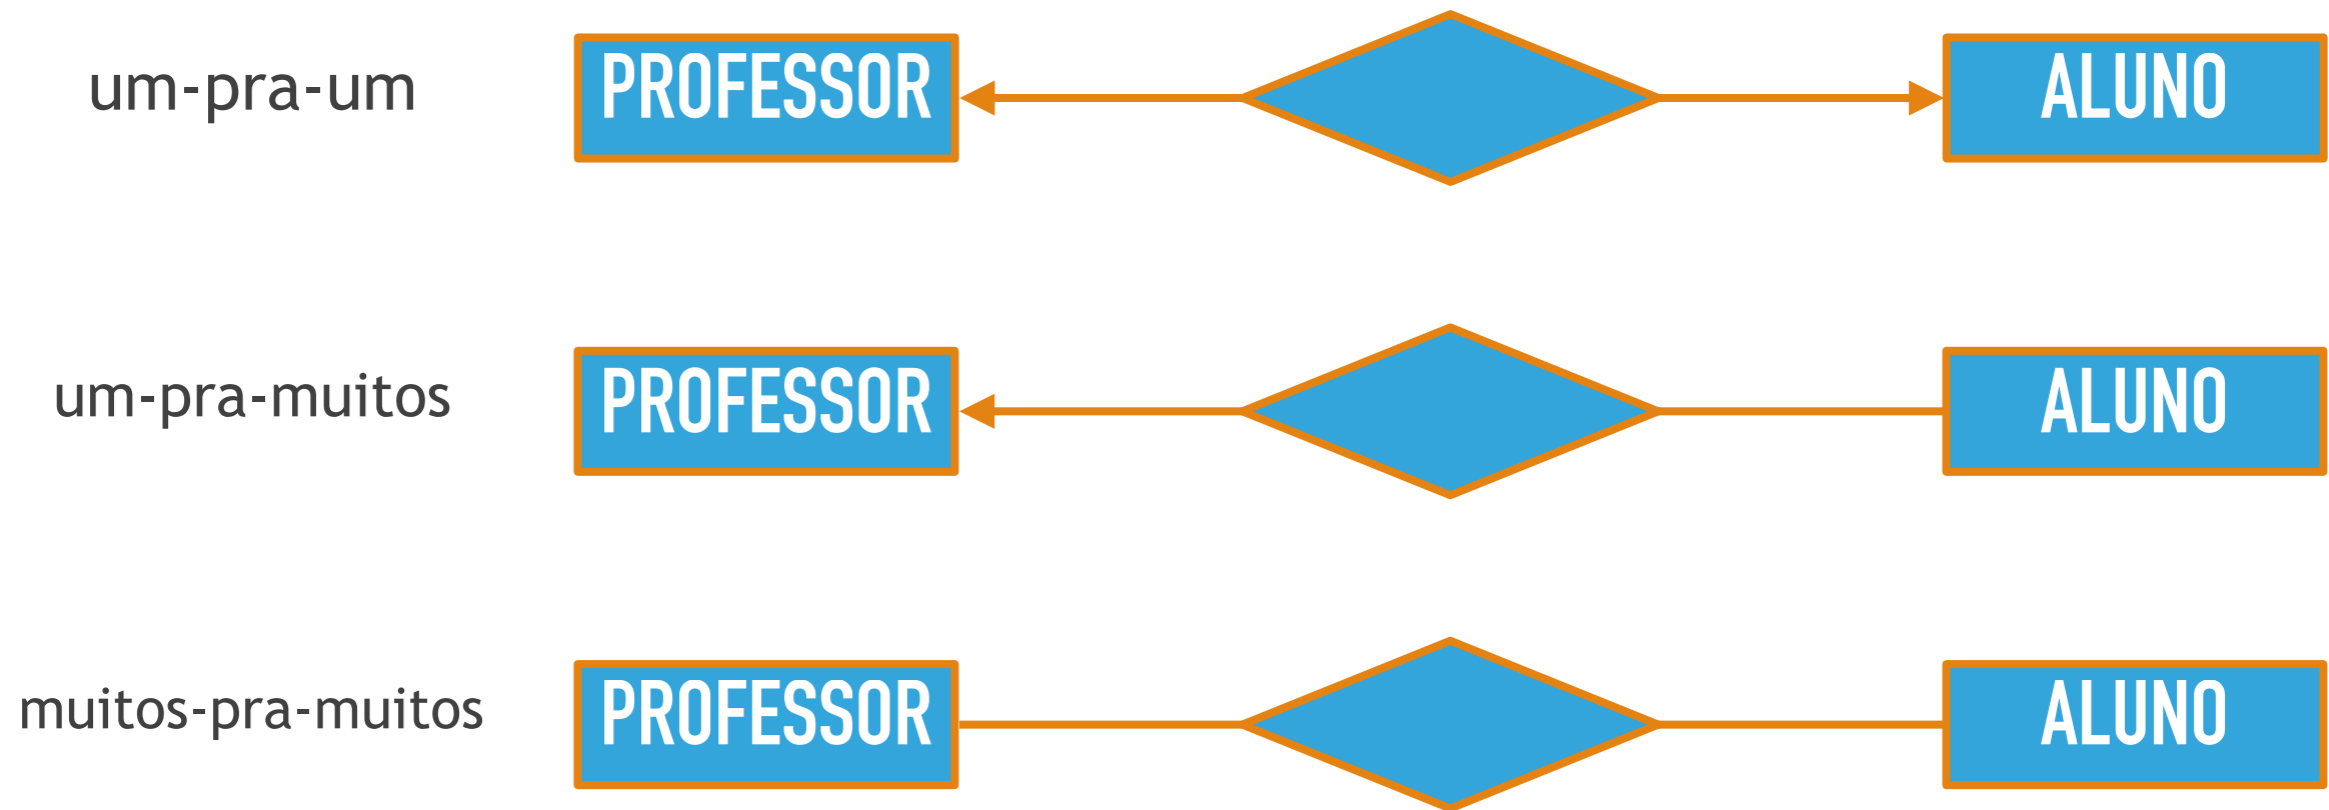 um-pra-um
PROFESSOR
ALUNO
um-pra-muitos
PROFESSOR
ALUNO
muitos-pra-muitos
PROFESSOR
ALUNO